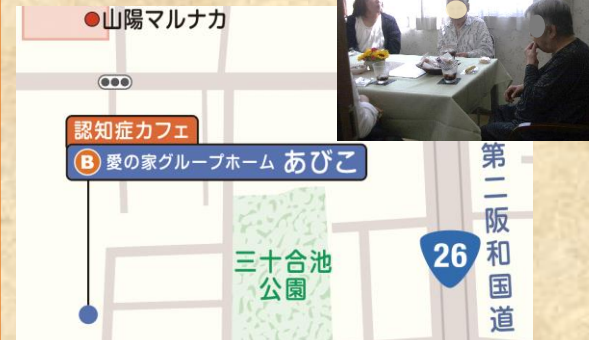 山陽マルナカ
認知症カフェ
B 愛の家グループホーム あびこ
三十合池
公園
26
第二阪和国道